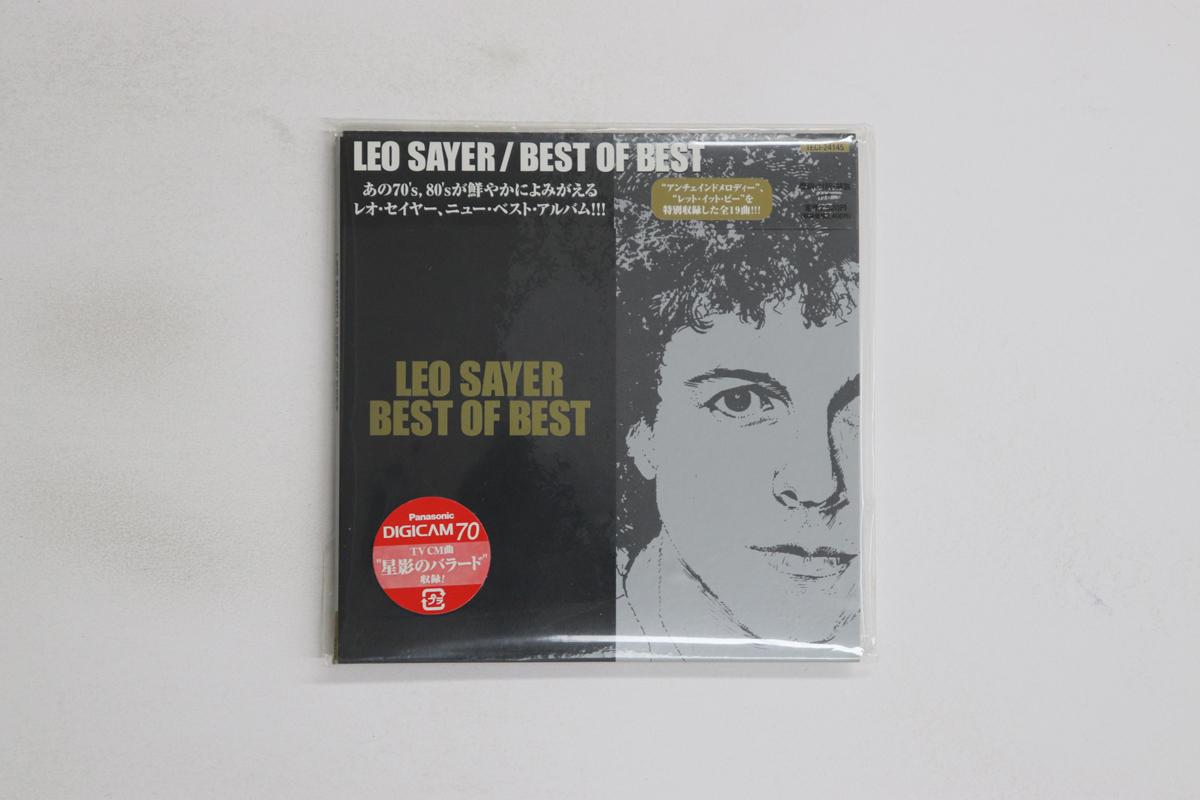 LEO SAYER / BEST OF BEST
TECI-24145
あの70's, 80'sが鮮やかによみがえる
レオ・セイヤー、ニュー・ベスト・アルバム!!!
"アンチェインドメロディー"、
"レット・イット・ビー"を
特別収録した全19曲!!!
LEO SAYER
BEST OF BEST
Panasonic
DIGICAM 70
TV CM曲
"星影のバラード"
収録!
プラ